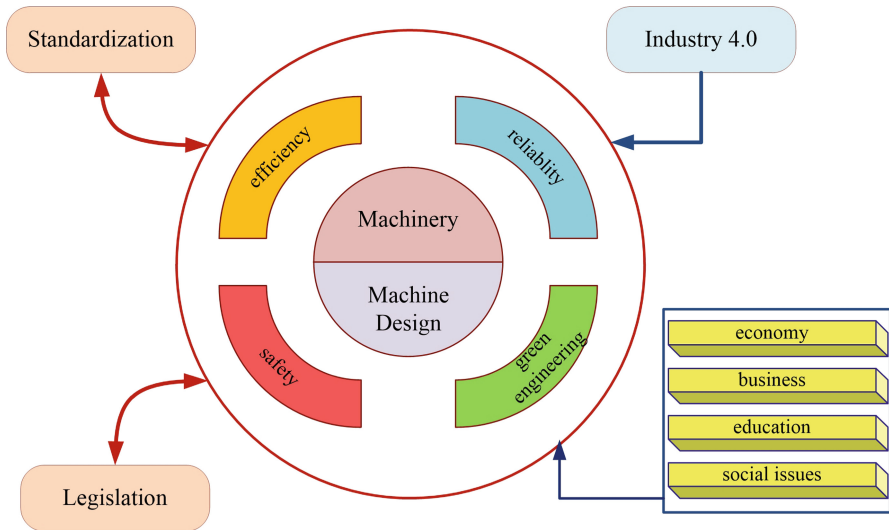 Standardization
Industry 4.0
efficiency
reliablity
Machinery
Machine
Design
safety
green
engineering
economy
business
education
social issues
Legislation